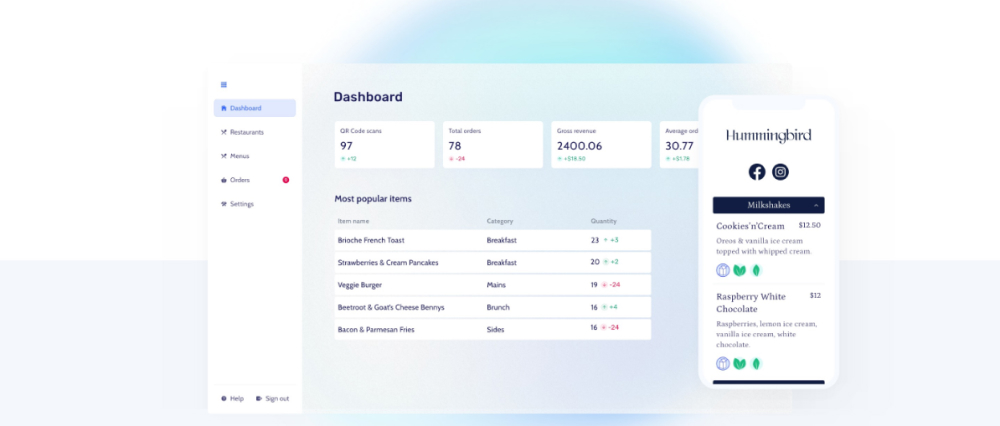 Dashboard
Restaurants
Menus
Orders
Settings
Help
Sign out
Dashboard
QR Code scans
97
+12
Total orders
78
-24
Gross revenue
2400.06
+$18.50
Average ord
30.77
+$1.78
Most popular items
Item name Category Quantity
Brioche French Toast Breakfast 23 +3
Strawberries & Cream Pancakes Breakfast 20 +2
Veggie Burger Mains 19 -24
Beetroot & Goat's Cheese Bennys Brunch 16 +4
Bacon & Parmesan Fries Sides 16 -24
Hummingbird
Milkshakes
Cookies'n'Cream $12.50
Oreos & vanilla ice cream
topped with whipped cream.
Raspberry White $12
Chocolate
Raspberries, lemon ice cream,
vanilla ice cream, white
chocolate.